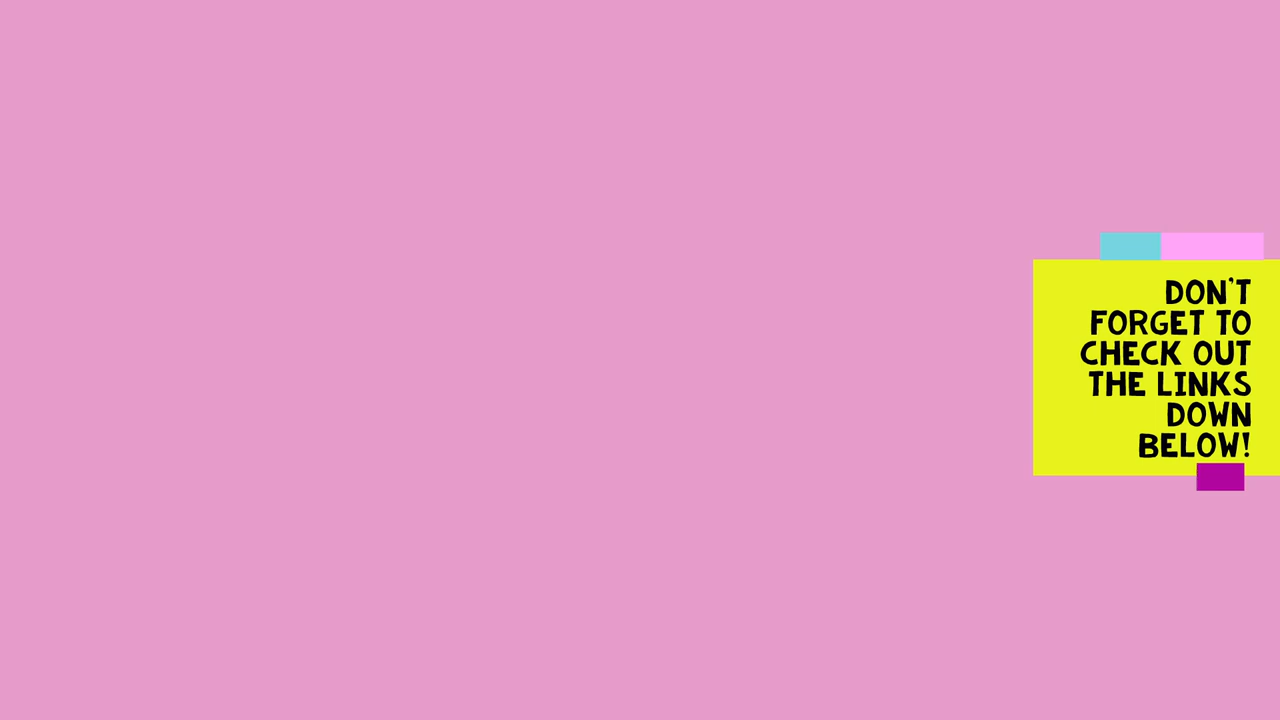 DON'T
FORGET TO
CHECK OUT
THE LINKS
DOWN
BELOW!